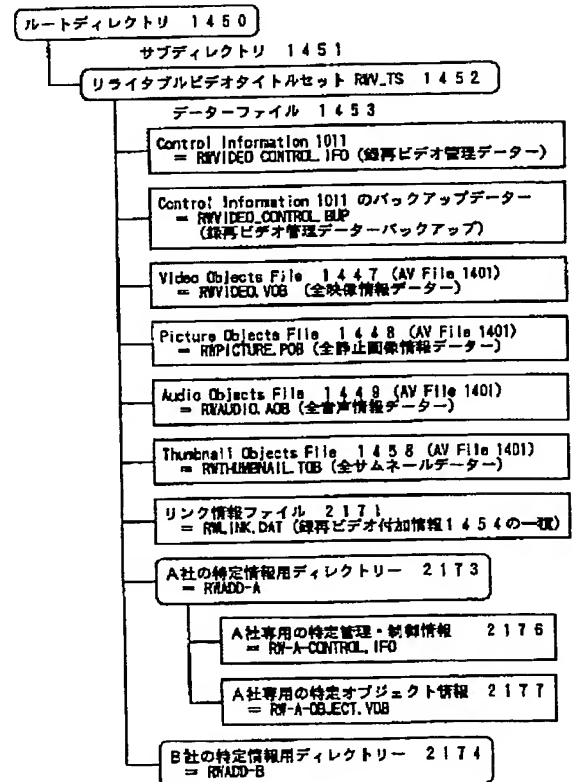 ルートディレクトリ 1450
サブディレクトリ 1451
リライタブルビデオタイトルセット RWV_TS 1452
データーファイル 1453
Control Information 1011
= RWVIDEO_CONTROL.IFO (録再ビデオ管理データー)
Control Information 1011 のバックアップデーター
= RWVIDEO_CONTROL.BUP
(録再ビデオ管理データーバックアップ)
Video Objects File 1447 (AV File 1401)
= RWVIDEO.VOB (全映像情報データー)
Picture Objects File 1448 (AV File 1401)
= RWPICTURE.POB (全静止画像情報データー)
Audio Objects File 1449 (AV File 1401)
= RWAUDIO.AOB (全音声情報データー)
Thumbnail Objects File 1458 (AV File 1401)
= RWTHUMBNAIL.TOB (全サムネールデーター)
リンク情報ファイル 2171
= RWLINK.DAT (録再ビデオ付加情報1454の一種)
A社の特定情報用ディレクトリー 2173
= RWADD-A
A社専用の特定管理・制御情報 2176
= RW-A-CONTROL.IFO
A社専用の特定オブジェクト情報 2177
= RW-A-OBJECT.VOB
B社の特定情報用ディレクトリー 2174
= RWADD-B